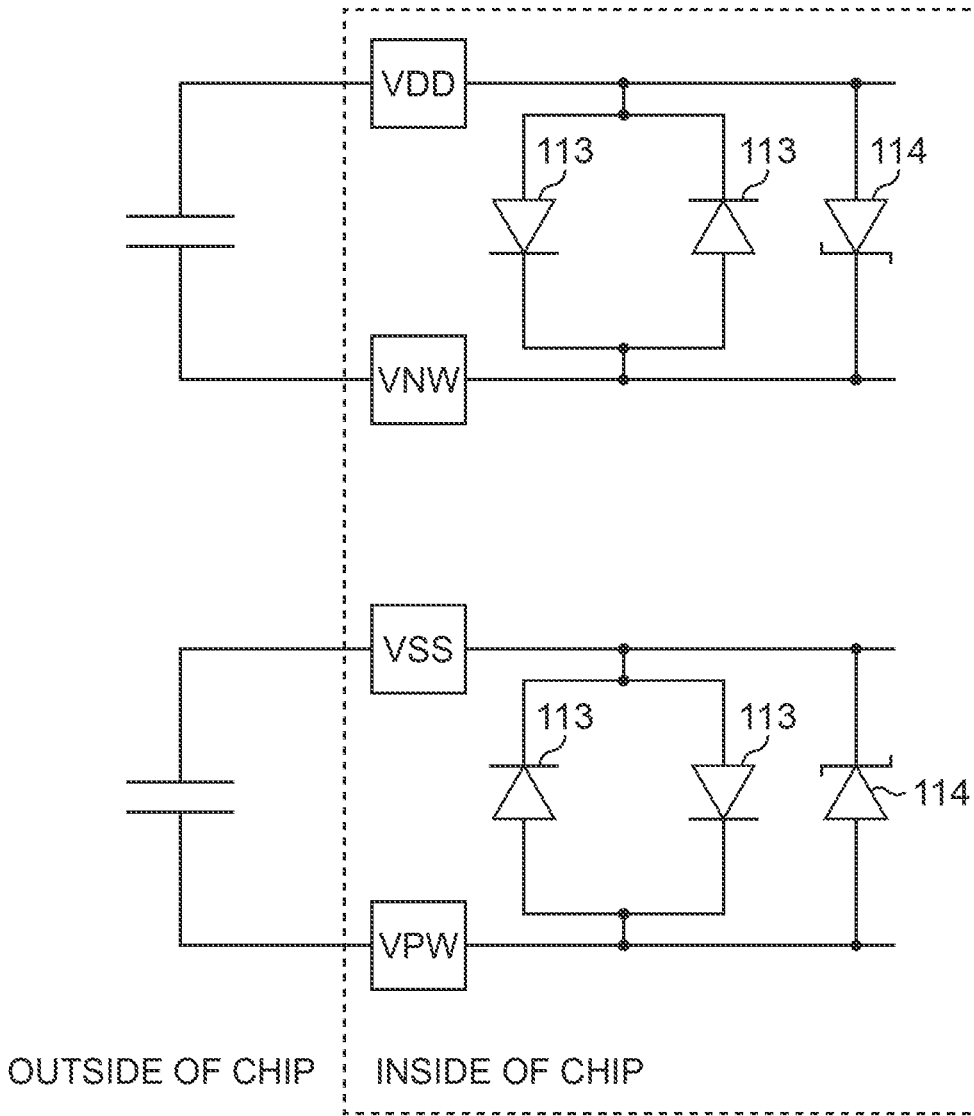 VDD
113
113
114
VNW
VSS
113
113
114
VPW
OUTSIDE OF CHIP
INSIDE OF CHIP